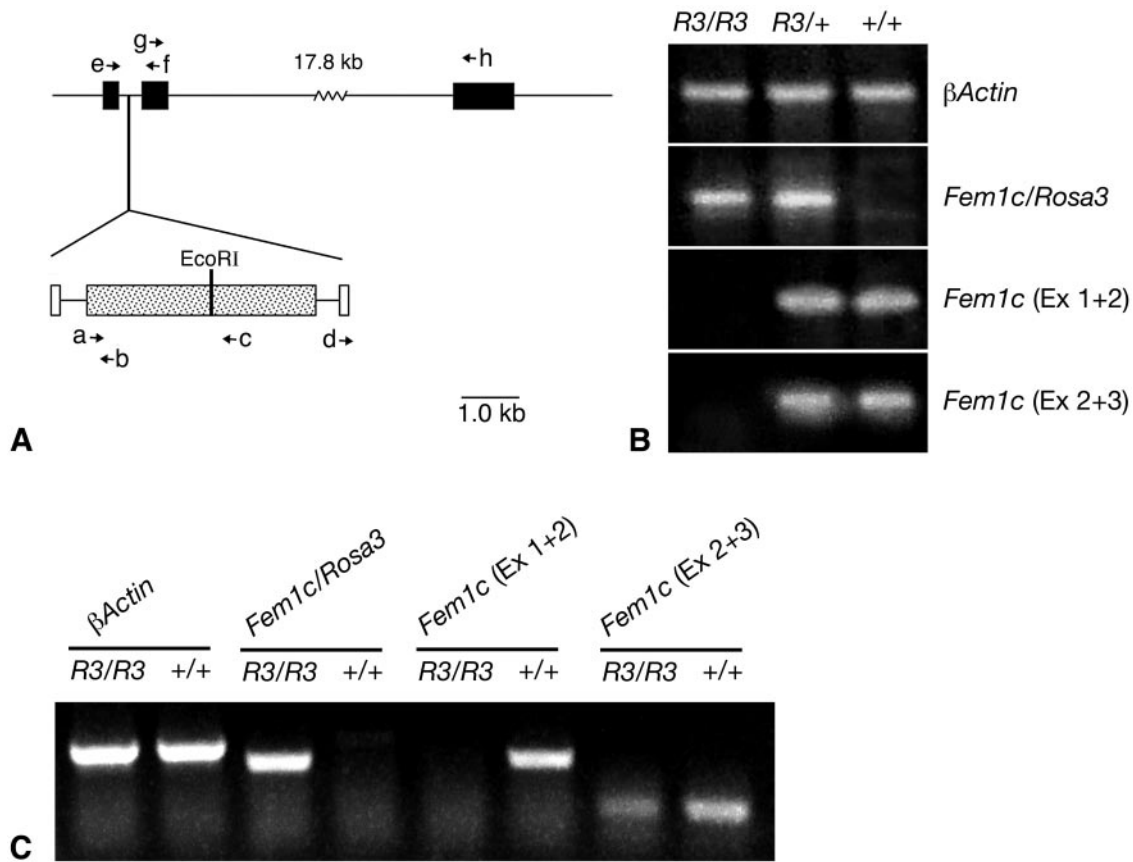 g
e f
17.8 kb
h
EcoRI
a
b
c
d
1.0 kb
A
R3/R3 R3/+ +/+
βActin
Fem1c/Rosa3
Fem1c (Ex 1+2)
Fem1c (Ex 2+3)
B
βActin
Fem1c/Rosa3
Fem1c (Ex 1+2)
Fem1c (Ex 2+3)
R3/R3 +/+ R3/R3 +/+ R3/R3 +/+ R3/R3 +/+
C